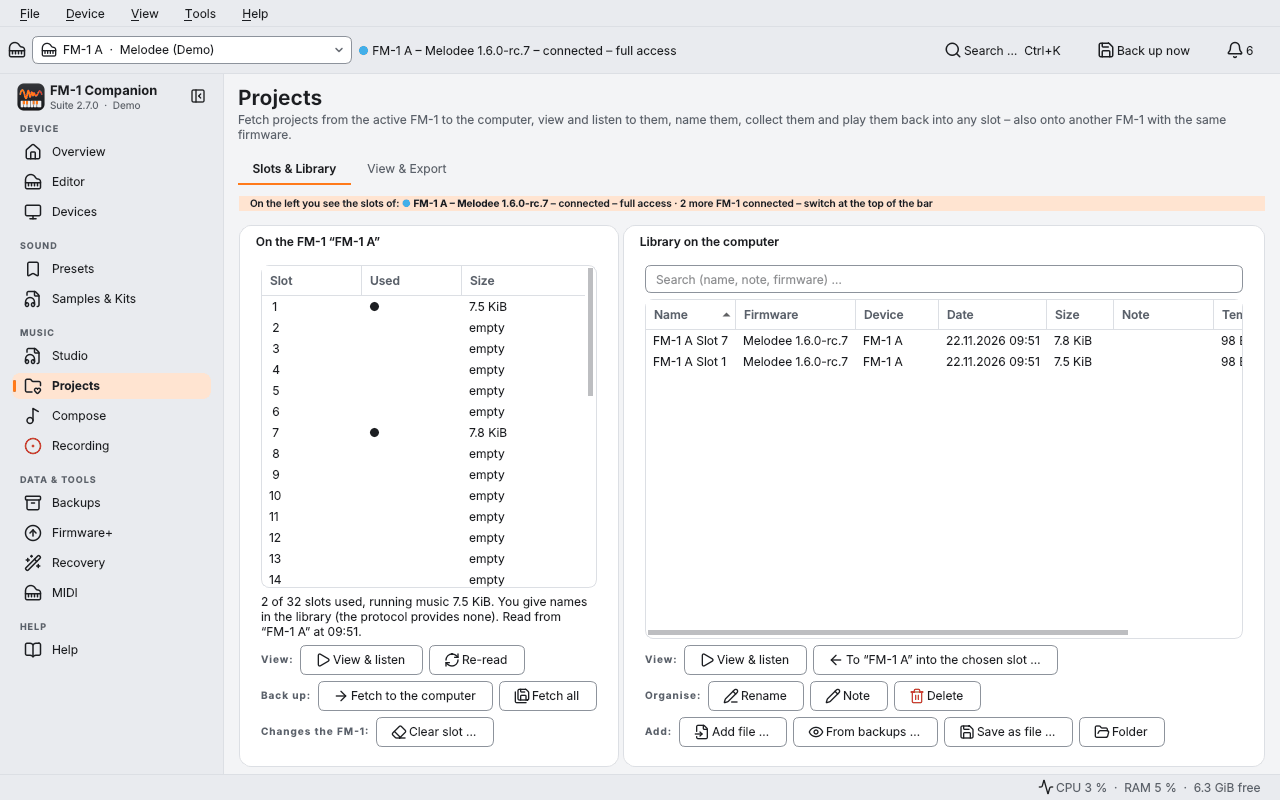 File Device View Tools Help
FM-1 A · Melodee (Demo) FM-1 A – Melodee 1.6.0-rc.7 – connected – full access Search ... Ctrl+K Back up now 6
FM-1 Companion
Suite 2.7.0 · Demo
DEVICE
Overview
Editor
Devices
SOUND
Presets
Samples & Kits
MUSIC
Studio
Projects
Compose
Recording
DATA & TOOLS
Backups
Firmware+
Recovery
MIDI
HELP
Help
Projects
Fetch projects from the active FM-1 to the computer, view and listen to them, name them, collect them and play them back into any slot – also onto another FM-1 with the same
firmware.
Slots & Library View & Export
On the left you see the slots of: FM-1 A – Melodee 1.6.0-rc.7 – connected – full access · 2 more FM-1 connected – switch at the top of the bar
On the FM-1 “FM-1 A”
Slot Used Size
1 ● 7.5 KiB
2 empty
3 empty
4 empty
5 empty
6 empty
7 ● 7.8 KiB
8 empty
9 empty
10 empty
11 empty
12 empty
13 empty
14 empty
2 of 32 slots used, running music 7.5 KiB. You give names
in the library (the protocol provides none). Read from
“FM-1 A” at 09:51.
View: View & listen Re-read
Back up: Fetch to the computer Fetch all
Changes the FM-1: Clear slot ...
Library on the computer
Search (name, note, firmware) ...
Name Firmware Device Date Size Note
FM-1 A Slot 7 Melodee 1.6.0-rc.7 FM-1 A 22.11.2026 09:51 7.8 KiB 98
FM-1 A Slot 1 Melodee 1.6.0-rc.7 FM-1 A 22.11.2026 09:51 7.5 KiB 98
View: View & listen To “FM-1 A” into the chosen slot ...
Organise: Rename Note Delete
Add: Add file ... From backups ... Save as file ... Folder
CPU 3 % · RAM 5 % · 6.3 GiB free